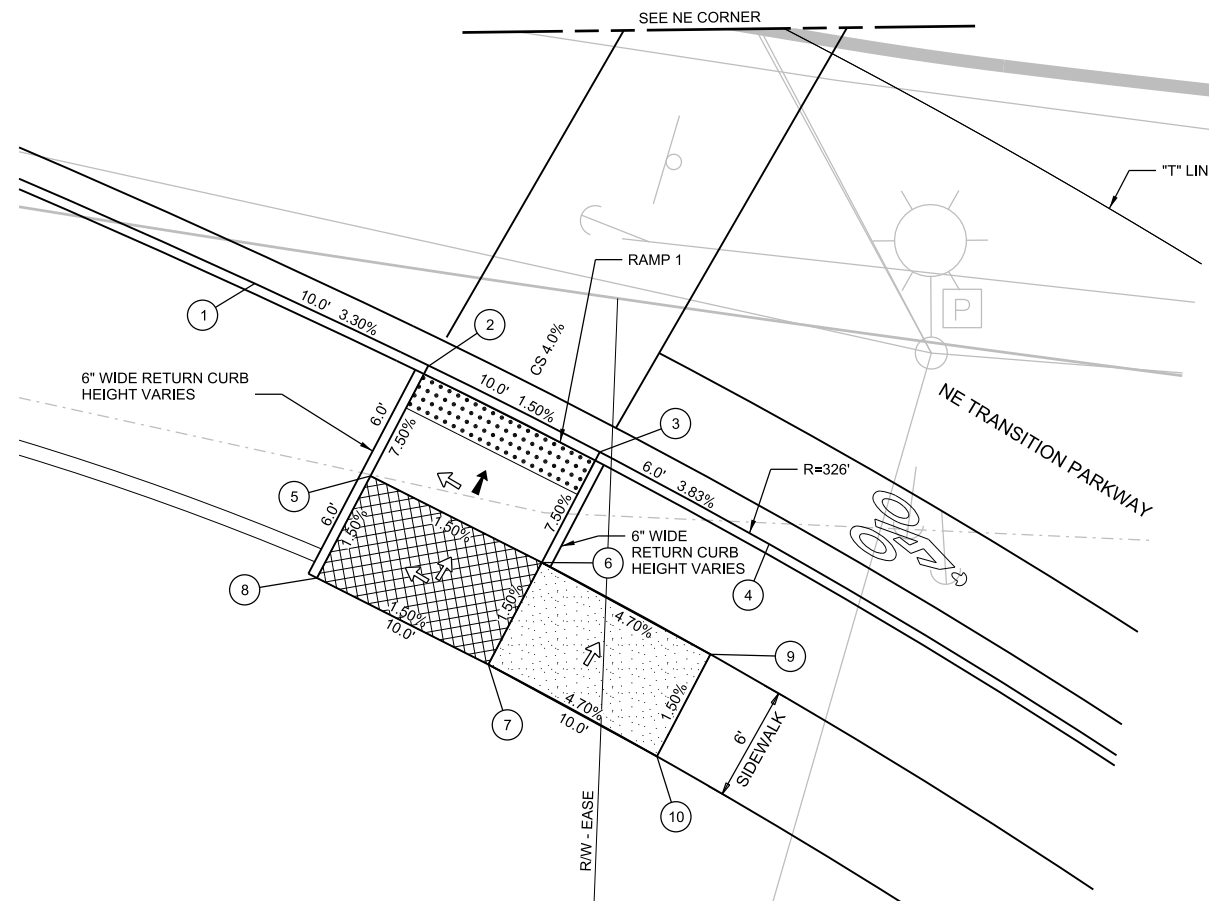 SEE NE CORNER
"T" LIN
RAMP 1
P
1
10.0' 3.30%
2
CS 4.0%
6" WIDE RETURN CURB
HEIGHT VARIES
6.0'
7.50%
10.0' 1.50%
3
NE TRANSITION PARKWAY
6.0' 3.83%
R=326'
5
6.0'
1.50%
1.50%
7.50%
6" WIDE
RETURN CURB
HEIGHT VARIES
6
4
8
1.50%
10.0'
1.50%
4.70%
9
7
4.70%
10.0'
1.50%
6'
SIDEWALK
10
R/W - EASE